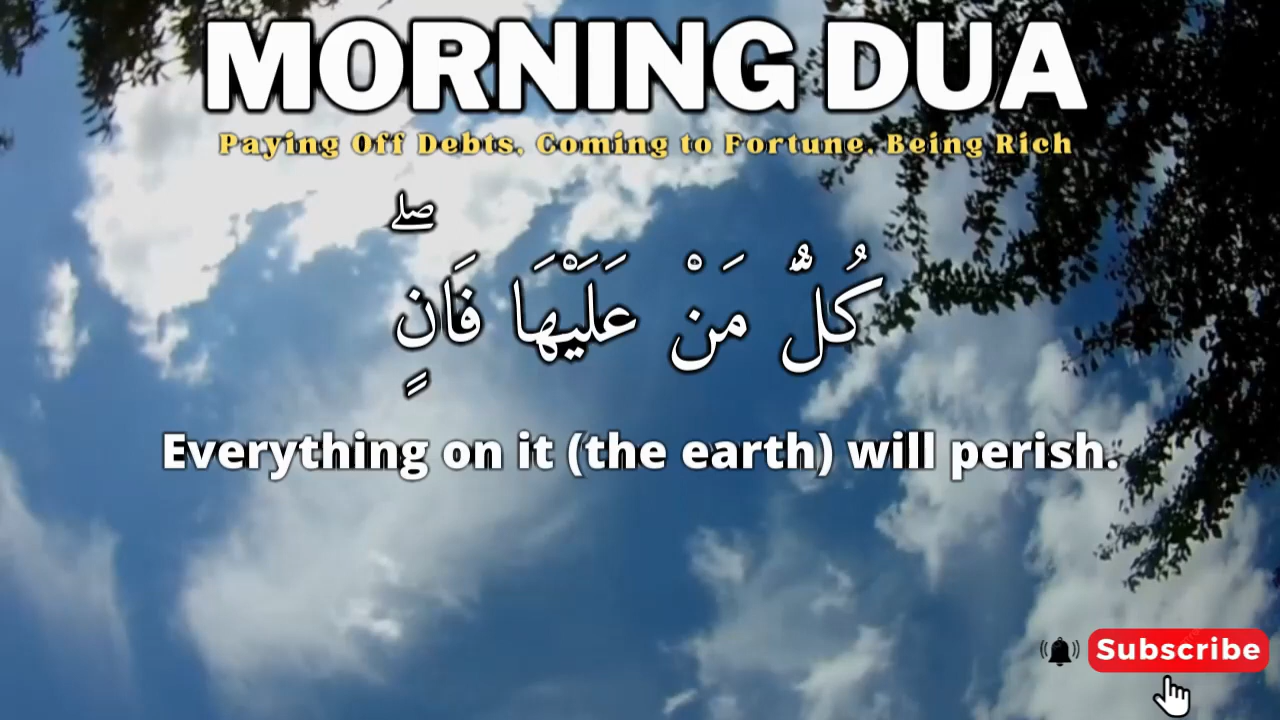 MORNING DUA
Paying Off Debts, Coming to Fortune, Being Rich
كُلُّ مَنْ عَلَيْهَا فَانٍۖ
Everything on it (the earth) will perish.
Subscribe